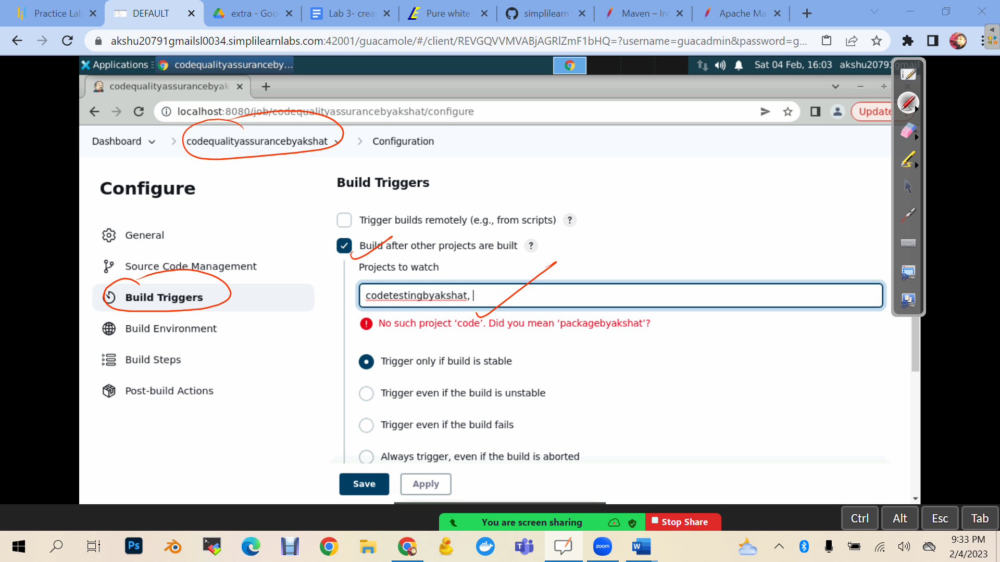 Practice Lab
DEFAULT
extra - Goo
Lab 3- crea
Pure white
simplilearn
Maven – Int
Apache Ma
akshu20791gmailsl0034.simplilearnlabs.com:42001/guacamole/#/client/REVGQVVMVABjAGRlZmF1bHQ=?username=guacadmin&password=g...
Applications
codequalityassuranceby...
Sat 04 Feb, 16:03
akshu20791gmail
codequalityassurancebyak
localhost:8080/job/codequalityassurancebyakshat/configure
Update
Dashboard
codequalityassurancebyakshat
Configuration
Configure
General
Source Code Management
Build Triggers
Build Environment
Build Steps
Post-build Actions
Build Triggers
Trigger builds remotely (e.g., from scripts) ?
Build after other projects are built ?
Projects to watch
codetestingbyakshat,
No such project ‘code’. Did you mean ‘packagebyakshat’?
Trigger only if build is stable
Trigger even if the build is unstable
Trigger even if the build fails
Always trigger, even if the build is aborted
Save
Apply
Ctrl
Alt
Esc
Tab
You are screen sharing
Stop Share
Ps
zoom
W
9:33 PM
2/4/2023